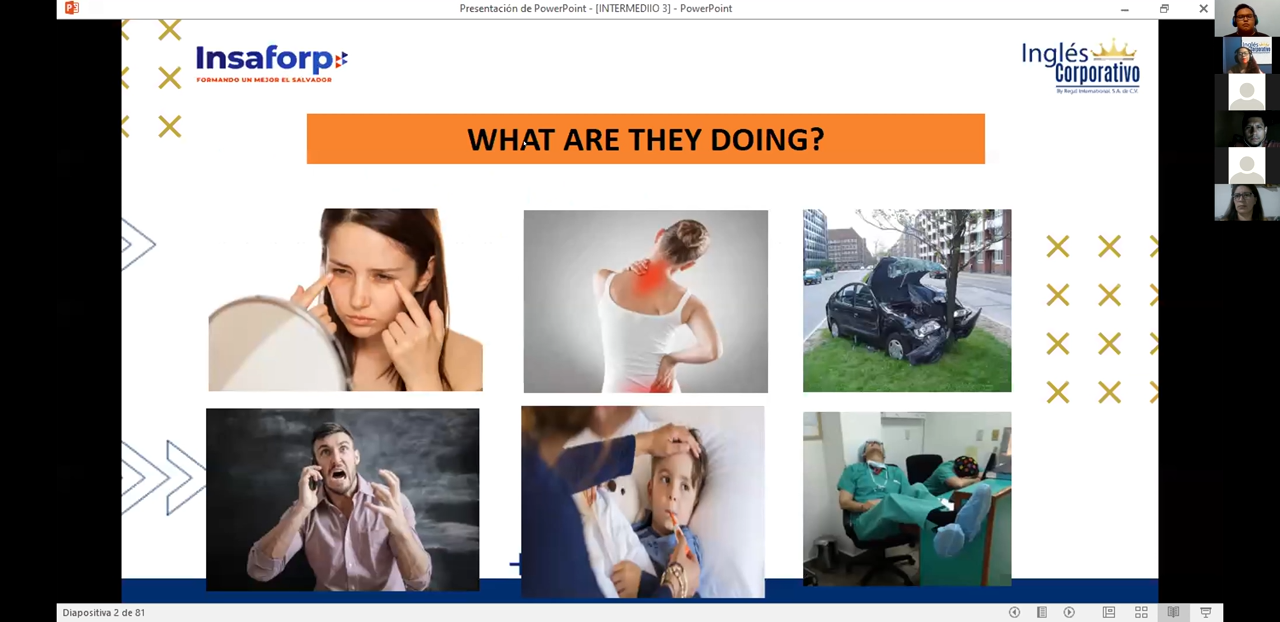 Presentación de PowerPoint - [INTERMEDIIO 3] - PowerPoint
Insaforp
FORMANDO UN MEJOR EL SALVADOR
Inglés
Corporativo
By Regal International S.A. de C.V.
WHAT ARE THEY DOING?
Diapositiva 2 de 81